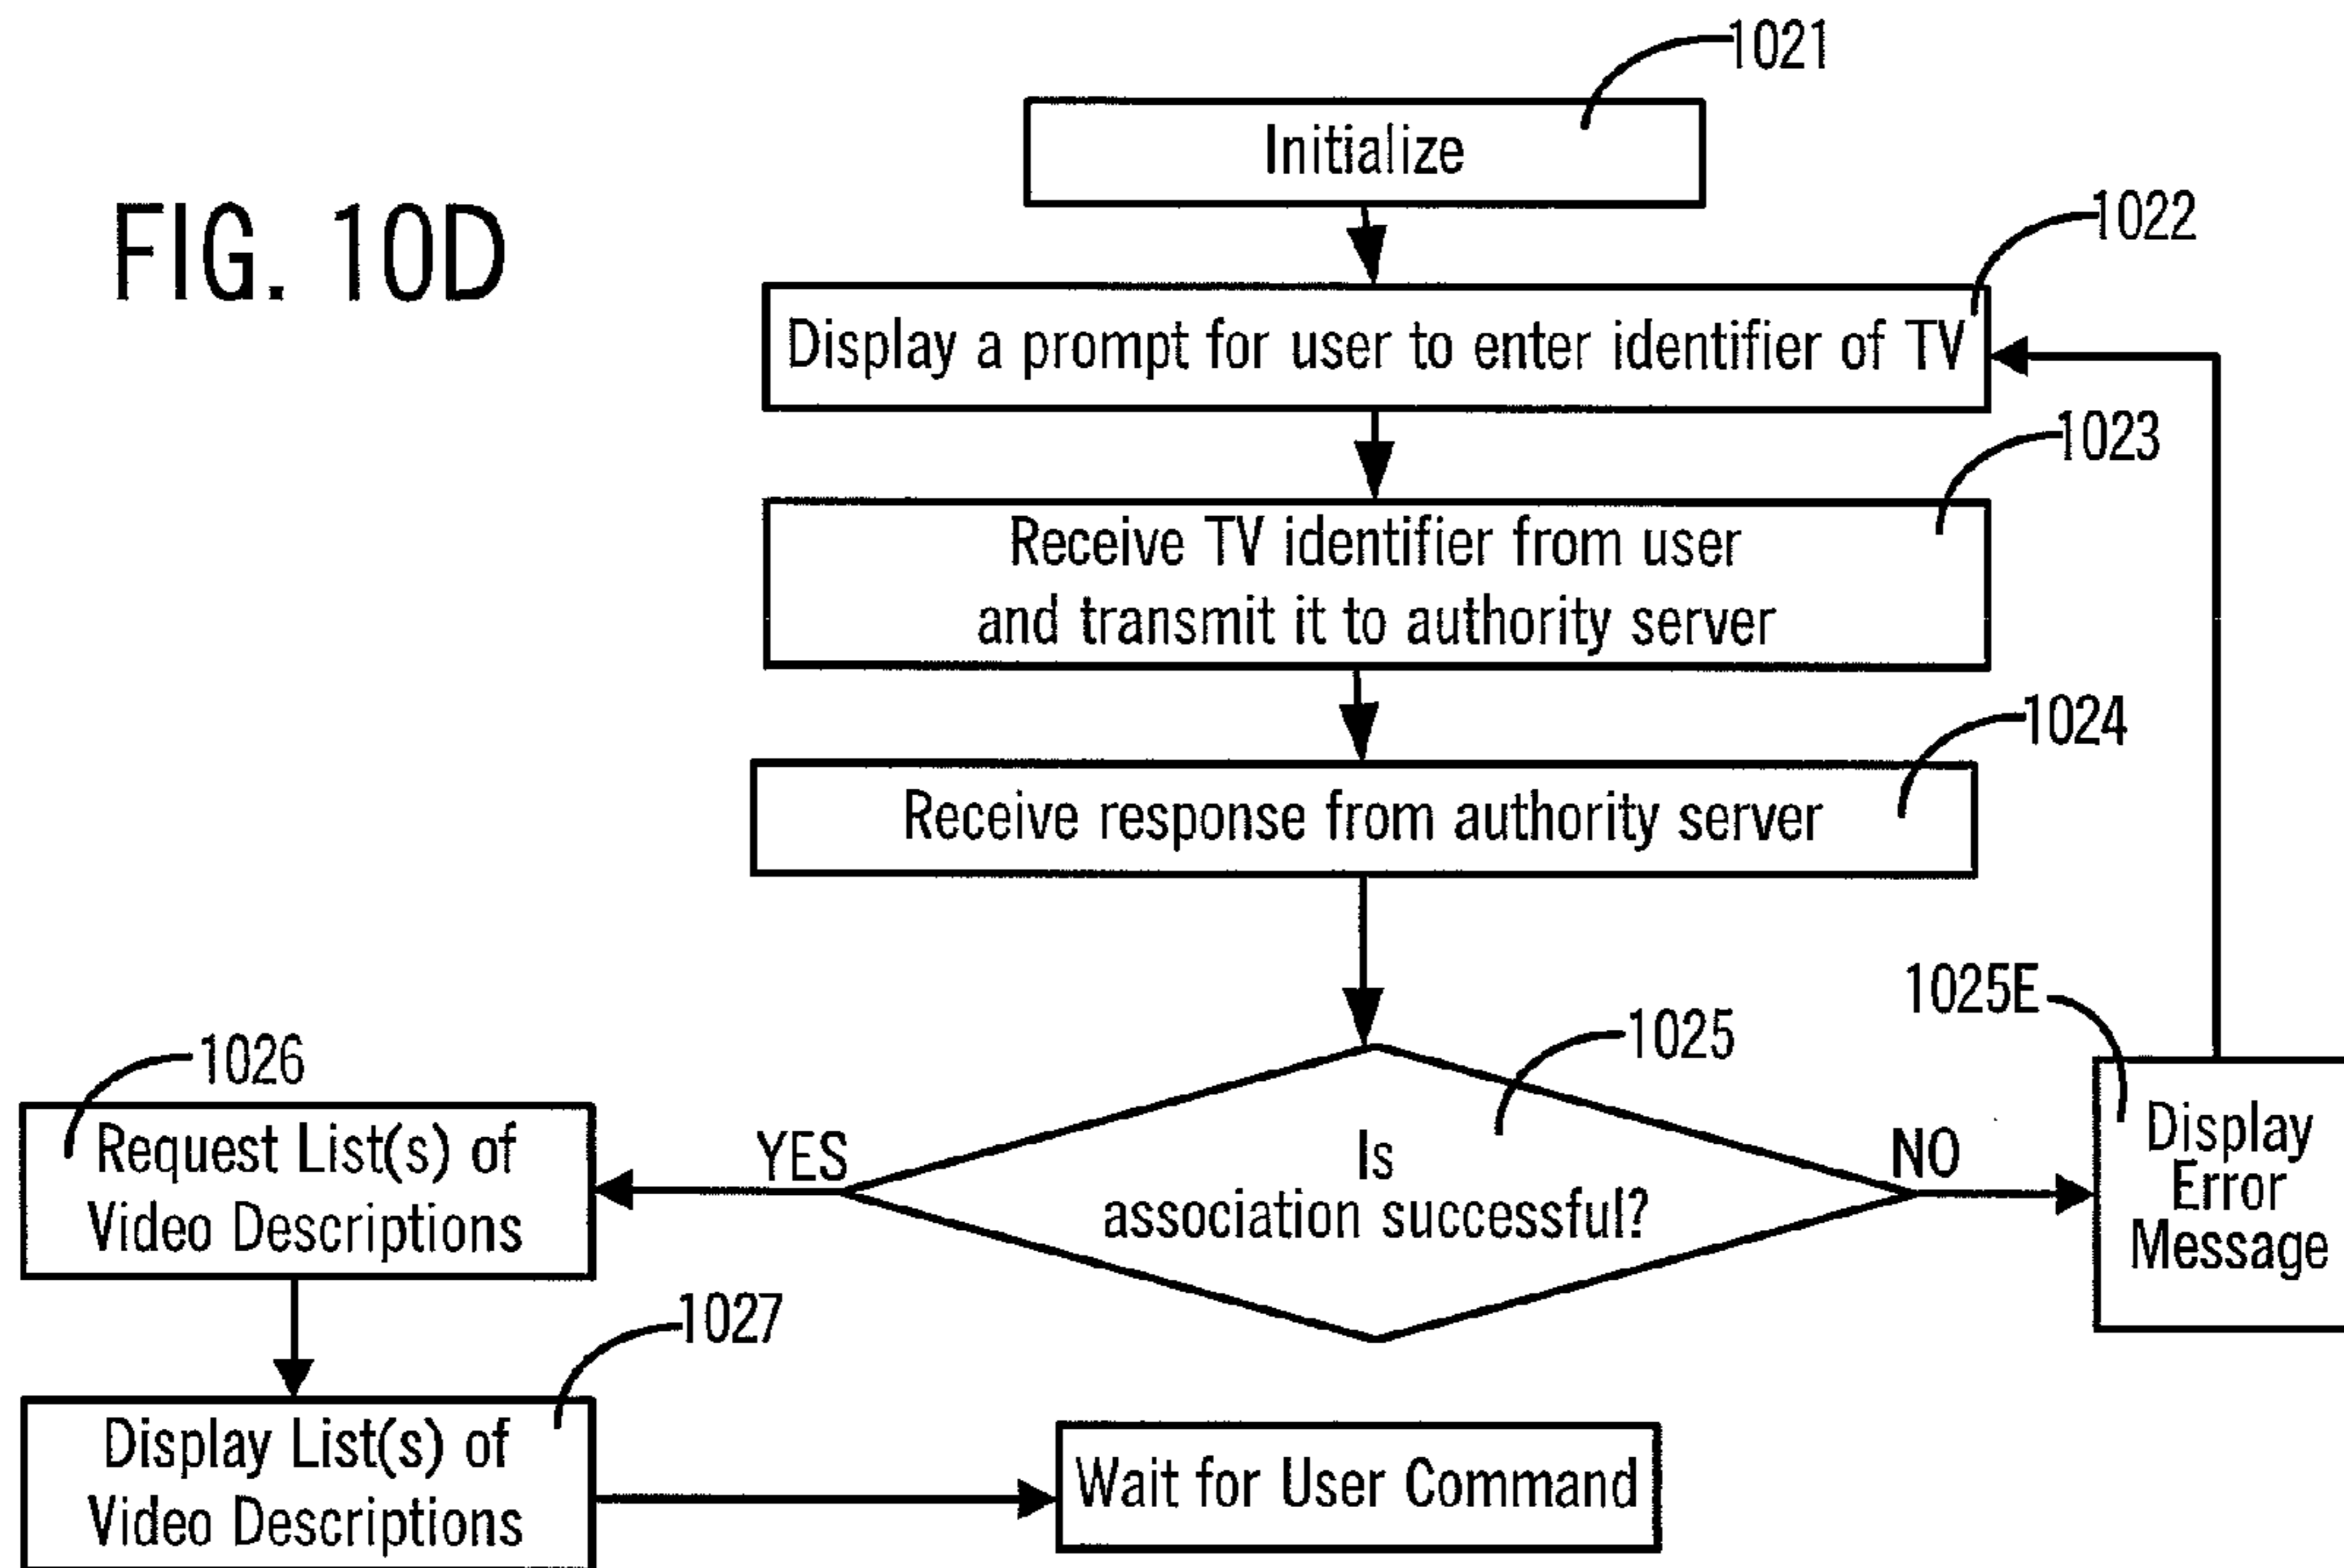 FIG. 10D
1021
Initialize
1022
Display a prompt for user to enter identifier of TV
1023
Receive TV identifier from user
and transmit it to authority server
1024
Receive response from authority server
1025E
1025
1026
Request List(s) of
Video Descriptions
YES
Is
association successful?
NO
Display
Error
Message
1027
Display List(s) of
Video Descriptions
Wait for User Command